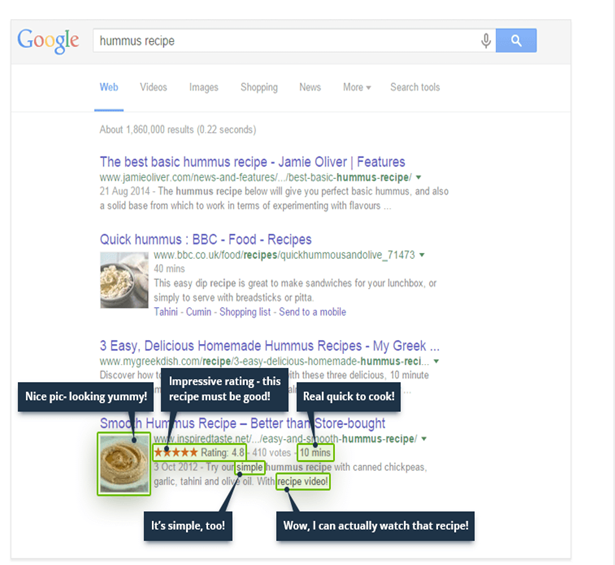 Google hummus recipe
Web Videos Images Shopping News More Search tools
About 1,860,000 results (0.22 seconds)
The best basic hummus recipe - Jamie Oliver | Features
www.jamieoliver.com/news-and-features/.../best-basic-hummus-recipe/
21 Aug 2014 - The hummus recipe below will give you perfect basic hummus, and also
a solid base from which to work in terms of experimenting with flavours ...
Quick hummus : BBC - Food - Recipes
www.bbc.co.uk/food/recipes/quickhummousandolive_71473
40 mins
This easy dip recipe is great to make sandwiches for your lunchbox, or
simply to serve with breadsticks or pitta.
Tahini - Cumin - Shopping list - Send to a mobile
3 Easy, Delicious Homemade Hummus Recipes - My Greek ...
www.mygreekdish.com/recipe/3-easy-delicious-homemade-hummus-reci...
Discover how to with these three delicious, 10 minute
Nice pic- looking yummy!
Impressive rating - this
recipe must be good!
Real quick to cook!
Smooth Hummus Recipe – Better than Store-bought
www.inspiredtaste.net/.../easy-and-smooth-hummus-recipe/
Rating: 4.8 - 410 votes - 10 mins
3 Oct 2012 - Try our simple hummus recipe with canned chickpeas,
garlic, tahini and olive oil. With recipe video!
It's simple, too!
Wow, I can actually watch that recipe!